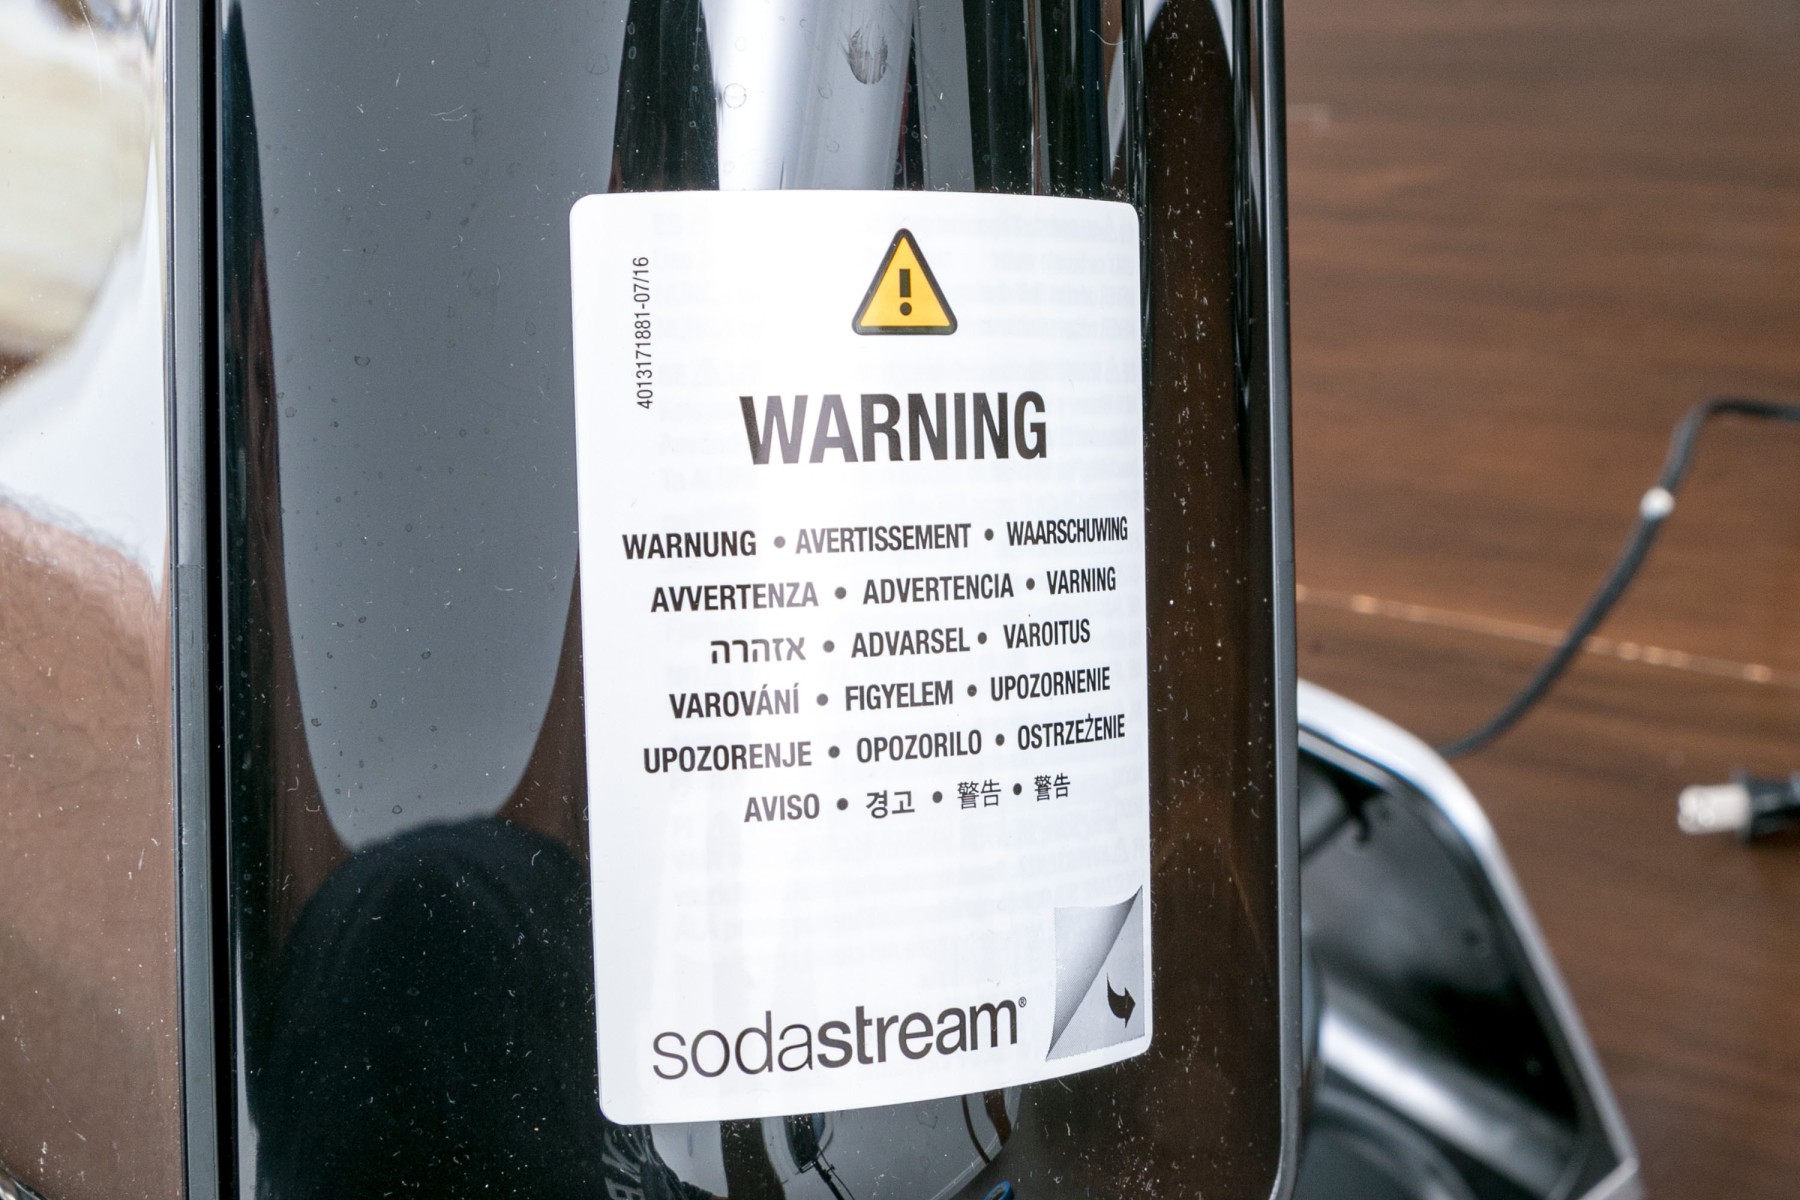 4013171881-07/16
WARNING
WARNUNG • AVERTISSEMENT • WAARSCHUWING
AVVERTENZA • ADVERTENCIA • VARNING
אזהרה • ADVARSEL • VAROITUS
VAROVÁNÍ • FIGYELEM • UPOZORNENIE
UPOZORENJE • OPOZORILO • OSTRZEŻENIE
AVISO • 경고 • 警告 • 警告
sodastream®